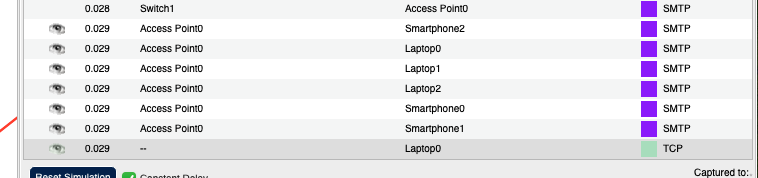 0.028 Switch1 Access Point0 SMTP
0.029 Access Point0 Smartphone2 SMTP
0.029 Access Point0 Laptop0 SMTP
0.029 Access Point0 Laptop1 SMTP
0.029 Access Point0 Laptop2 SMTP
0.029 Access Point0 Smartphone0 SMTP
0.029 Access Point0 Smartphone1 SMTP
0.029 -- Laptop0 TCP
Reset Simulation Constant Delay Captured to: